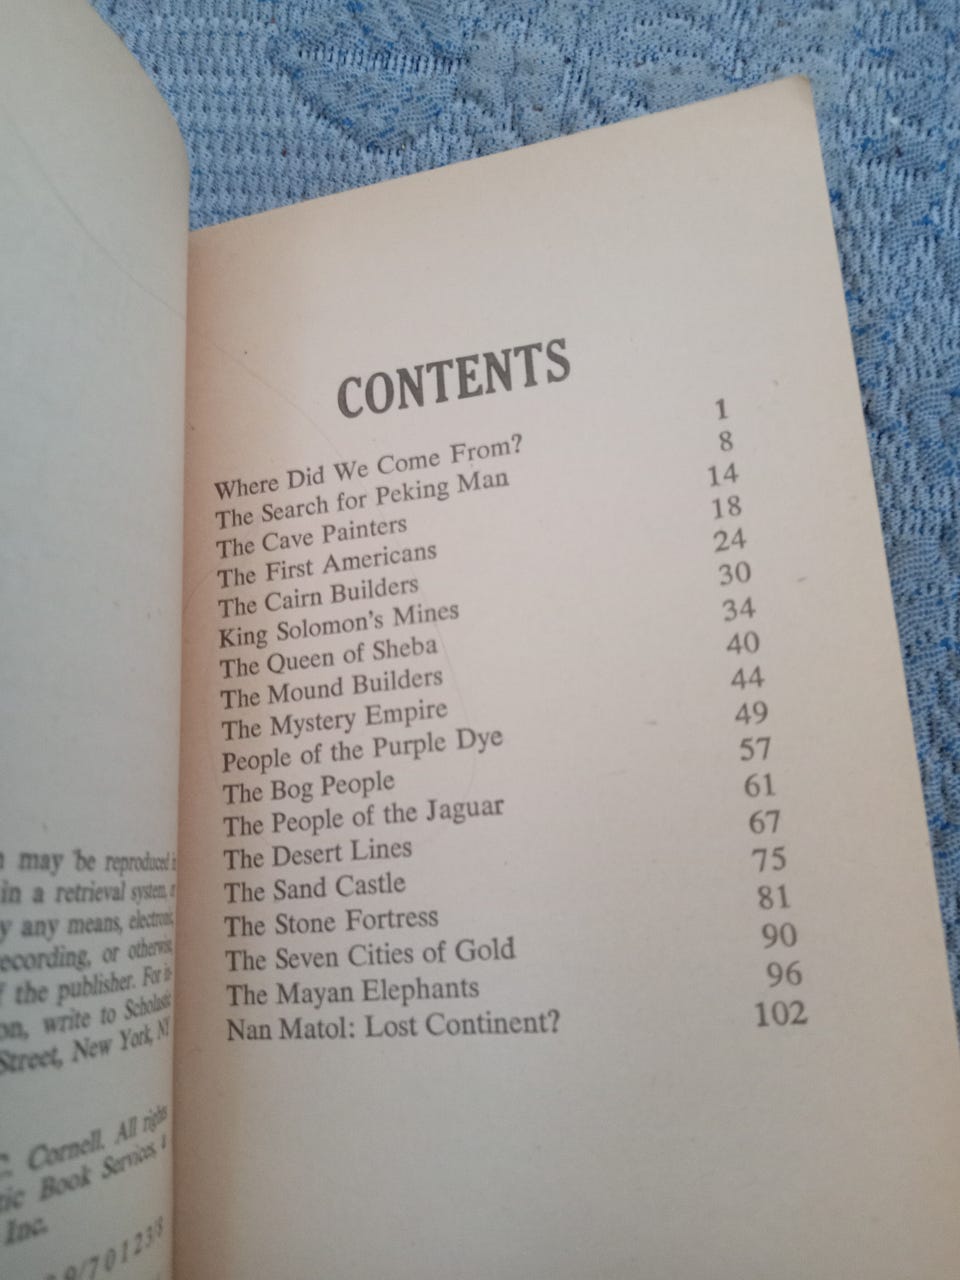 may be reproduced
in a retrieval system,
any means,
recording, or
the publisher. For
write to Scholastic
Street, New York, NY
C. Cornell. All rights
Book Services,
Inc.
CONTENTS
Where Did We Come From? 1
The Search for Peking Man 8
The Cave Painters 14
The First Americans 18
The Cairn Builders 24
King Solomon's Mines 30
The Queen of Sheba 34
The Mound Builders 40
The Mystery Empire 44
People of the Purple Dye 49
The Bog People 57
The People of the Jaguar 61
The Desert Lines 67
The Sand Castle 75
The Stone Fortress 81
The Seven Cities of Gold 90
The Mayan Elephants 96
Nan Matol: Lost Continent? 102